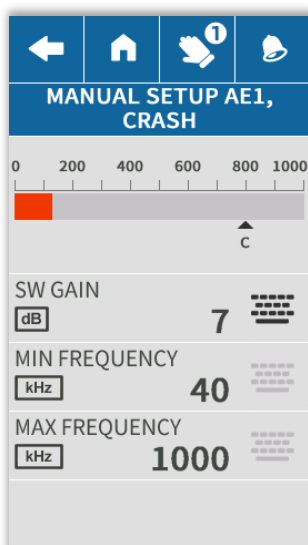 1
MANUAL SETUP AE1,
CRASH
0 200 400 600 800 1000
C
SW GAIN
dB 7
MIN FREQUENCY
kHz 40
MAX FREQUENCY
kHz 1000